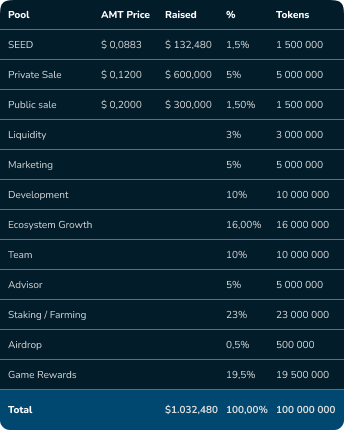 Pool AMT Price Raised % Tokens
SEED $ 0,0883 $ 132,480 1,5% 1 500 000
Private Sale $ 0,1200 $ 600,000 5% 5 000 000
Public sale $ 0,2000 $ 300,000 1,50% 1 500 000
Liquidity 3% 3 000 000
Marketing 5% 5 000 000
Development 10% 10 000 000
Ecosystem Growth 16,00% 16 000 000
Team 10% 10 000 000
Advisor 5% 5 000 000
Staking / Farming 23% 23 000 000
Airdrop 0,5% 500 000
Game Rewards 19,5% 19 500 000
Total $1.032,480 100,00% 100 000 000